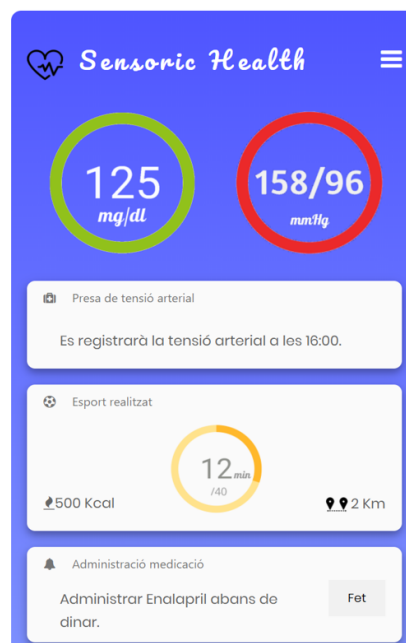 Sensoric Health
125
mg/dl
158/96
mmHg
Presa de tensió arterial
Es registrarà la tensió arterial a les 16:00.
Esport realitzat
12 min
/40
500 Kcal
2 Km
Administració medicació
Administrar Enalapril abans de
dinar.
Fet